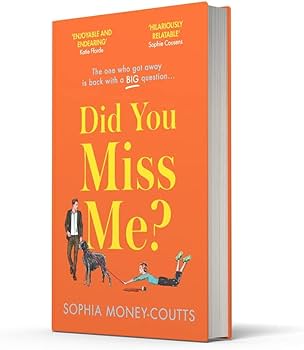 'ENJOYABLE AND
ENDEARING'
Katie Fforde
'HILARIOUSLY
RELATABLE'
Sophie Cousens
The one who got away
is back with a BIG question...
Did You
Miss
Me?
SOPHIA MONEY-COUTTS